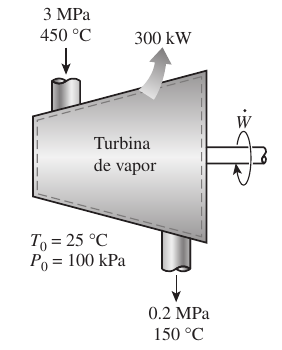 3 MPa
450 °C
300 kW
Ẇ
Turbina
de vapor
T₀ = 25 °C
P₀ = 100 kPa
0.2 MPa
150 °C